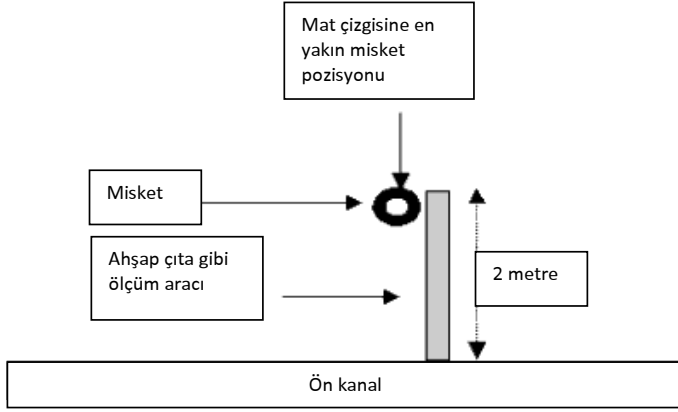 Mat çizgisine en
yakın misket
pozisyonu
Misket
Ahşap çıta gibi
ölçüm aracı
2 metre
Ön kanal